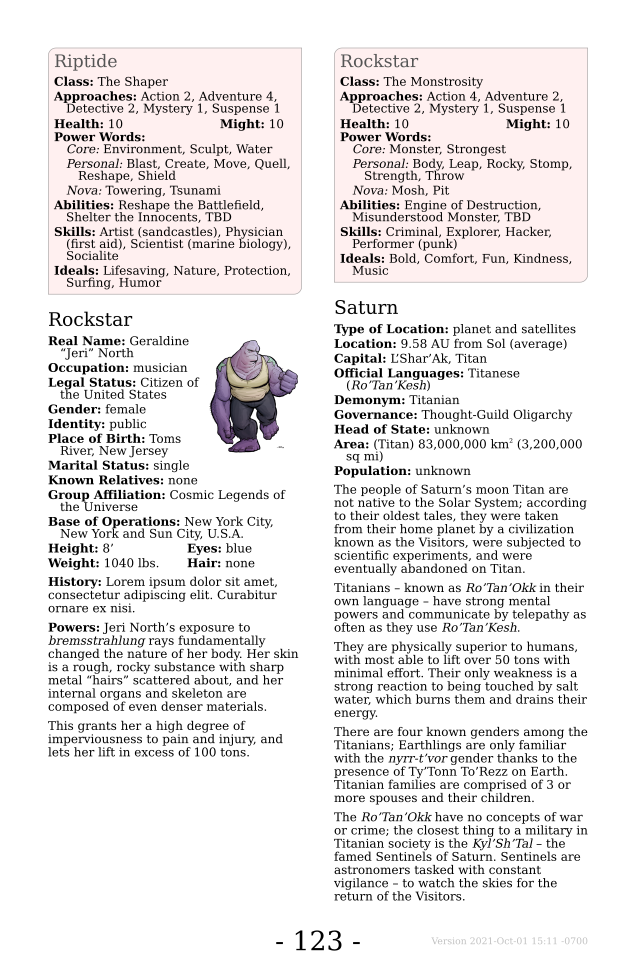 Riptide
Class: The Shaper
Approaches: Action 2, Adventure 4,
Detective 2, Mystery 1, Suspense 1
Health: 10 Might: 10
Power Words:
Core: Environment, Sculpt, Water
Personal: Blast, Create, Move, Quell,
Reshape, Shield
Nova: Towering, Tsunami
Abilities: Reshape the Battlefield,
Shelter the Innocents, TBD
Skills: Artist (sandcastles), Physician
(first aid), Scientist (marine biology),
Socialite
Ideals: Lifesaving, Nature, Protection,
Surfing, Humor
Rockstar
Real Name: Geraldine
“Jeri” North
Occupation: musician
Legal Status: Citizen of
the United States
Gender: female
Identity: public
Place of Birth: Toms
River, New Jersey
Marital Status: single
Known Relatives: none
Group Affiliation: Cosmic Legends of
the Universe
Base of Operations: New York City,
New York and Sun City, U.S.A.
Height: 8’ Eyes: blue
Weight: 1040 lbs. Hair: none
History: Lorem ipsum dolor sit amet,
consectetur adipiscing elit. Curabitur
ornare ex nisi.
Powers: Jeri North’s exposure to
bremsstrahlung rays fundamentally
changed the nature of her body. Her skin
is a rough, rocky substance with sharp
metal “hairs” scattered about, and her
internal organs and skeleton are
composed of even denser materials.
This grants her a high degree of
imperviousness to pain and injury, and
lets her lift in excess of 100 tons.
Rockstar
Class: The Monstrosity
Approaches: Action 4, Adventure 2,
Detective 2, Mystery 1, Suspense 1
Health: 10 Might: 10
Power Words:
Core: Monster, Strongest
Personal: Body, Leap, Rocky, Stomp,
Strength, Throw
Nova: Mosh, Pit
Abilities: Engine of Destruction,
Misunderstood Monster, TBD
Skills: Criminal, Explorer, Hacker,
Performer (punk)
Ideals: Bold, Comfort, Fun, Kindness,
Music
Saturn
Type of Location: planet and satellites
Location: 9.58 AU from Sol (average)
Capital: L’Shar’Ak, Titan
Official Languages: Titanese
(Ro’Tan’Kesh)
Demonym: Titanian
Governance: Thought-Guild Oligarchy
Head of State: unknown
Area: (Titan) 83,000,000 km² (3,200,000
sq mi)
Population: unknown
The people of Saturn’s moon Titan are
not native to the Solar System; according
to their oldest tales, they were taken
from their home planet by a civilization
known as the Visitors, were subjected to
scientific experiments, and were
eventually abandoned on Titan.
Titanians – known as Ro’Tan’Okk in their
own language – have strong mental
powers and communicate by telepathy as
often as they use Ro’Tan’Kesh.
They are physically superior to humans,
with most able to lift over 50 tons with
minimal effort. Their only weakness is a
strong reaction to being touched by salt
water, which burns them and drains their
energy.
There are four known genders among the
Titanians; Earthlings are only familiar
with the nyrr-t’vor gender thanks to the
presence of Ty’Tonn To’Rezz on Earth.
Titanian families are comprised of 3 or
more spouses and their children.
The Ro’Tan’Okk have no concepts of war
or crime; the closest thing to a military in
Titanian society is the Kyl’Sh’Tal – the
famed Sentinels of Saturn. Sentinels are
astronomers tasked with constant
vigilance – to watch the skies for the
return of the Visitors.
- 123 -
Version 2021-Oct-01 15:11 -0700